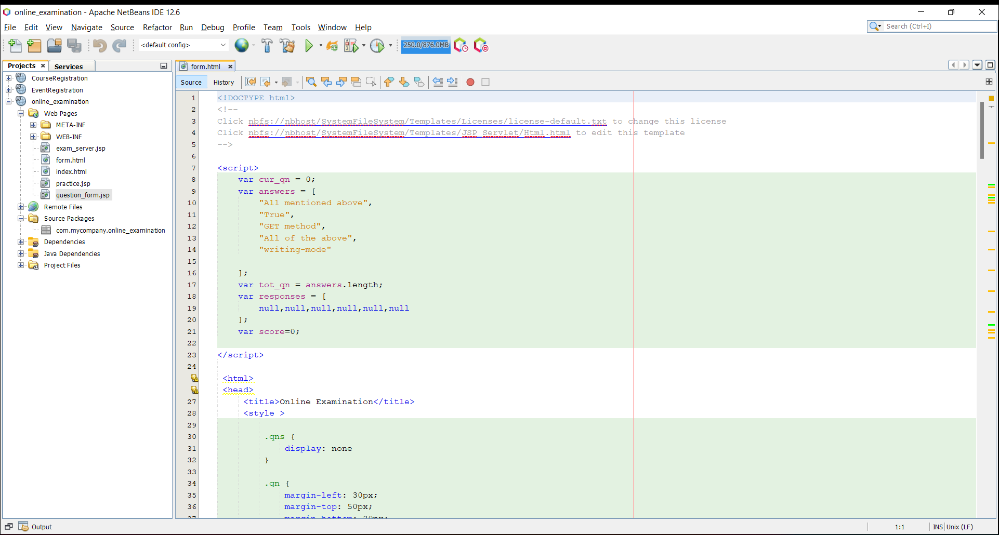 online_examination - Apache NetBeans IDE 12.6
File Edit View Navigate Source Refactor Run Debug Profile Team Tools Window Help
Search (Ctrl+I)
<default config>
250.0/876.0MB
Projects
Services
CourseRegistration
EventRegistration
online_examination
Web Pages
META-INF
WEB-INF
exam_server.jsp
form.html
index.html
practice.jsp
question_form.jsp
Remote Files
Source Packages
com.mycompany.online_examination
Dependencies
Java Dependencies
Project Files
form.html
Source History
1 <!DOCTYPE html>
2 <!--
3 Click nbfs://nbhost/SystemFileSystem/Templates/Licenses/license-default.txt to change this license
4 Click nbfs://nbhost/SystemFileSystem/Templates/JSP_Servlet/Html.html to edit this template
5 -->
6
7 <script>
8 var cur_qn = 0;
9 var answers = [
10 "All mentioned above",
11 "True",
12 "GET method",
13 "All of the above",
14 "writing-mode"
15
16 ];
17 var tot_qn = answers.length;
18 var responses = [
19 null,null,null,null,null,null
20 ];
21 var score=0;
22
23 </script>
24
<html>
<head>
27 <title>Online Examination</title>
28 <style >
29
30 .qns {
31 display: none
32 }
33
34 .qn {
35 margin-left: 30px;
36 margin-top: 50px;
37 margin-bottom: 20px;
Output
1:1 INS Unix (LF)